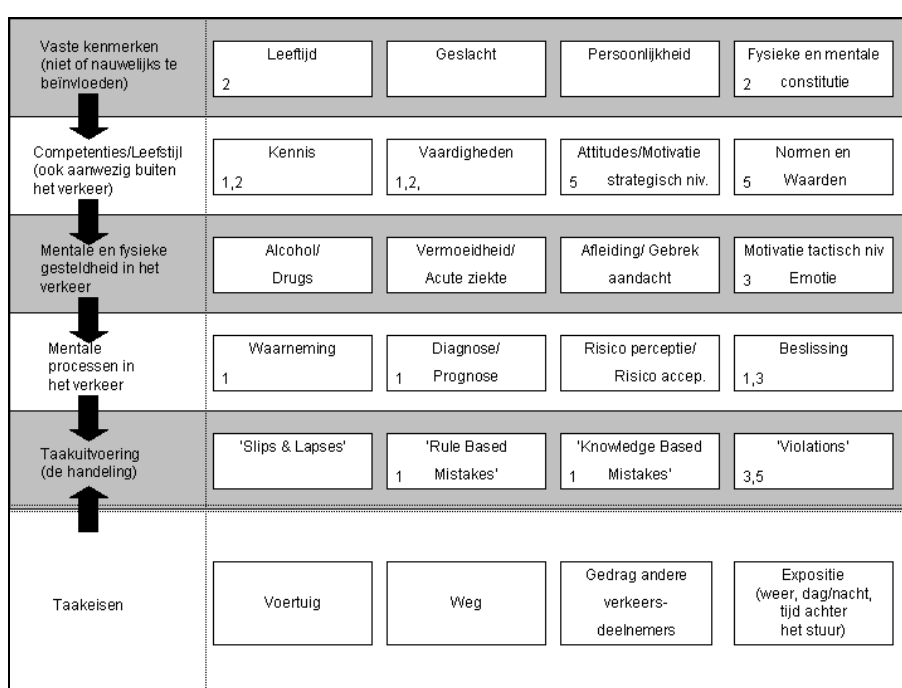 Vaste kenmerken
(niet of nauwelijks te
beïnvloeden)
Leeftijd
2
Geslacht
Persoonlijkheid
Fysieke en mentale
2 constitutie
Competenties/Leefstijl
(ook aanwezig buiten
het verkeer)
Kennis
1,2
Vaardigheden
1,2,
Attitudes/Motivatie
5 strategisch niv.
Normen en
5 Waarden
Mentale en fysieke
gesteldheid in het
verkeer
Alcohol/
Drugs
Vermoeidheid/
Acute ziekte
Afleiding/ Gebrek
aandacht
Motivatie tactisch niv
3 Emotie
Mentale
processen in
het verkeer
Waarneming
1
Diagnose/
1 Prognose
Risico perceptie/
Risico accep.
Beslissing
1,3
Taakuitvoering
(de handeling)
'Slips & Lapses'
'Rule Based
1 Mistakes'
'Knowledge Based
1 Mistakes'
'Violations'
3,5
Taakeisen
Voertuig
Weg
Gedrag andere
verkeers-
deelnemers
Expositie
(weer, dag/nacht,
tijd achter
het stuur)